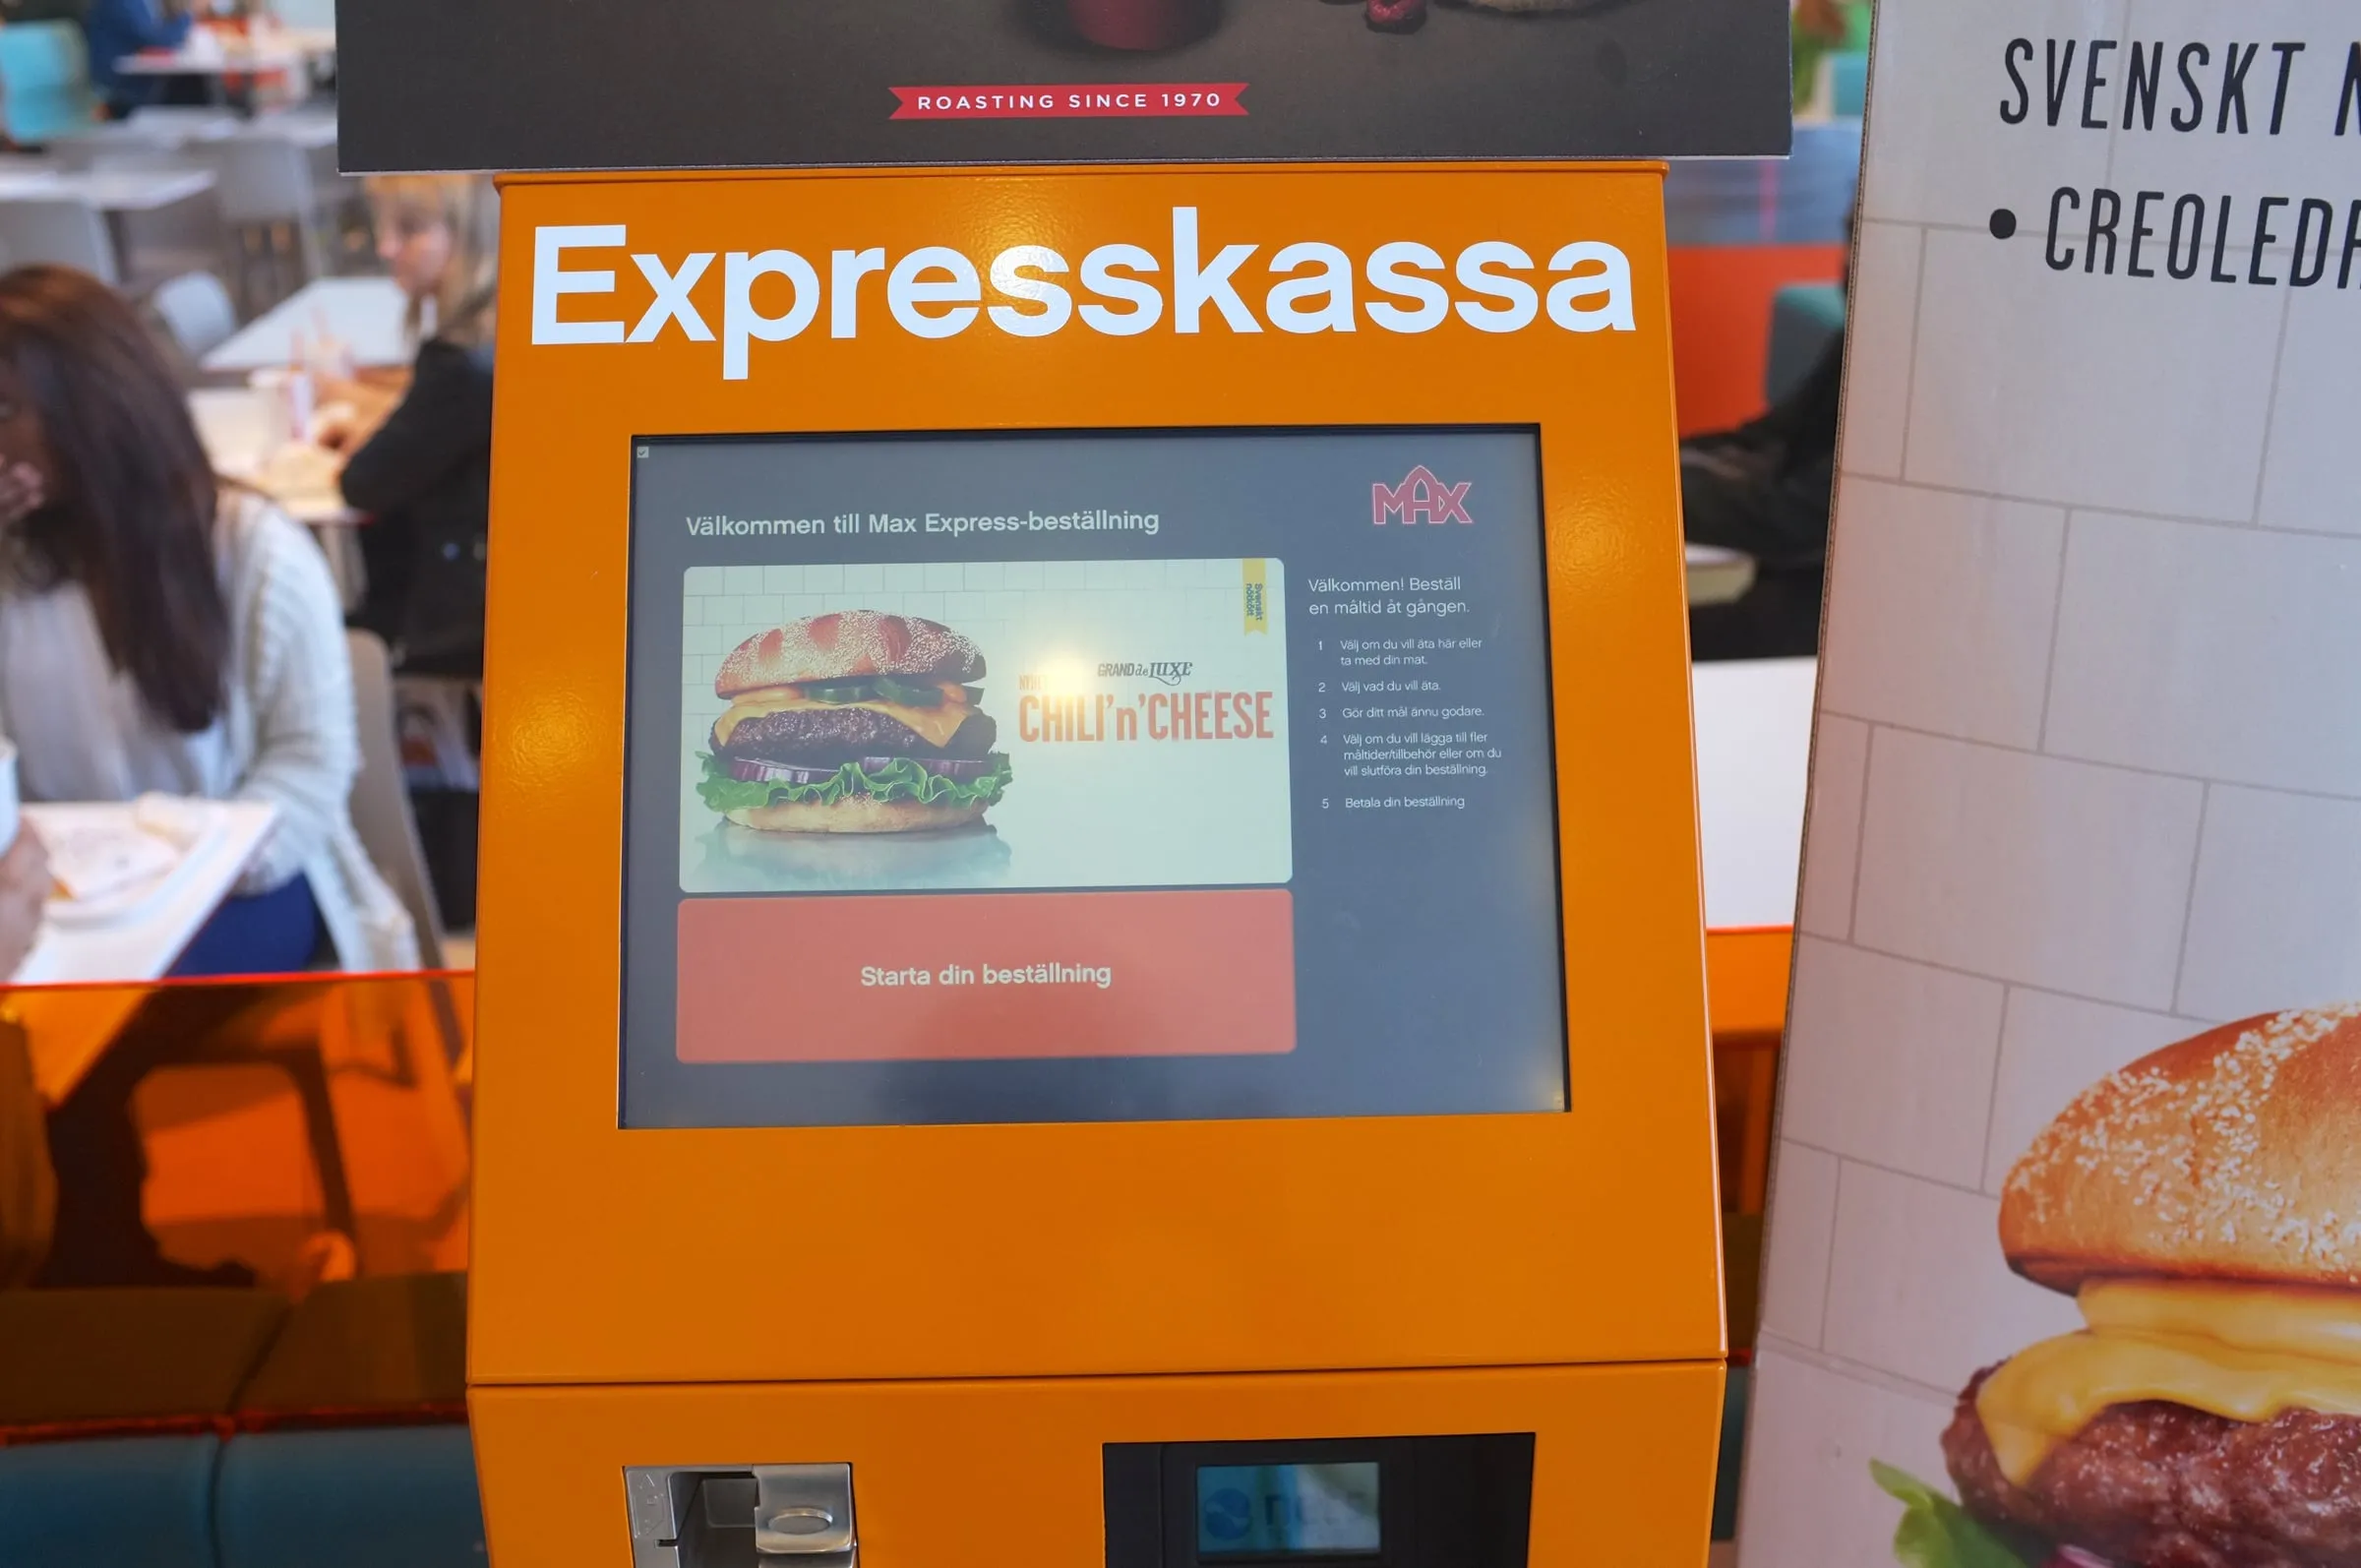 ROASTING SINCE 1970
Expresskassa
MAX
Välkommen till Max Express-beställning
Svenskt
nötkött
GRAND de LUXE
CHILI'n'CHEESE
Starta din beställning
Välkommen! Beställ
en måltid åt gången.
1 Välj om du vill äta här eller
ta med din mat.
2 Välj vad du vill äta.
3 Gör ditt mål ännu godare.
4 Välj om du vill lägga till fler
måltider/tillbehör eller om du
vill slutföra din beställning.
5 Betala din beställning
SVENSKT
• CREOLEDR